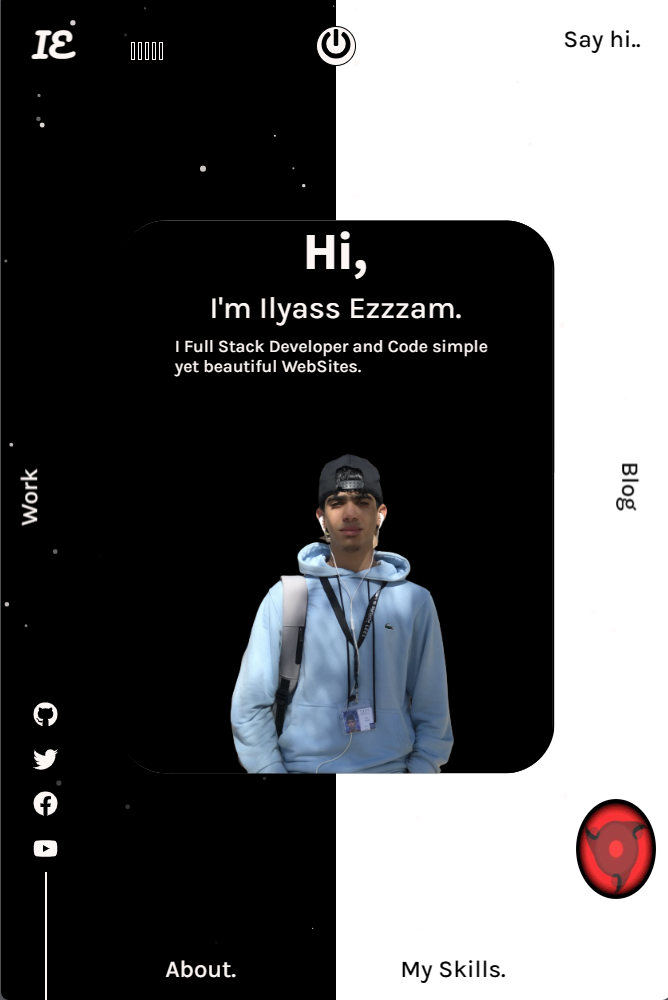 IE
Say hi..
Hi,
I'm Ilyass Ezzzam.
I Full Stack Developer and Code simple
yet beautiful WebSites.
Work
Blog
About.
My Skills.